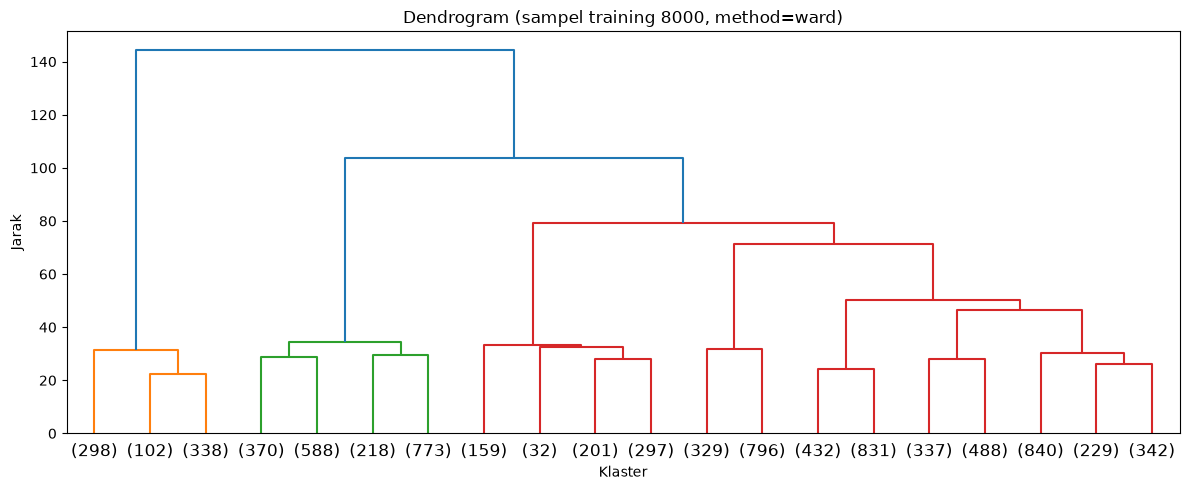 Dendrogram (sampel training 8000, method=ward)
140
120
100
80
60
40
20
0
Jarak
(298) (102) (338) (370) (588) (218) (773) (159) (32) (201) (297) (329) (796) (432) (831) (337) (488) (840) (229) (342)
Klaster